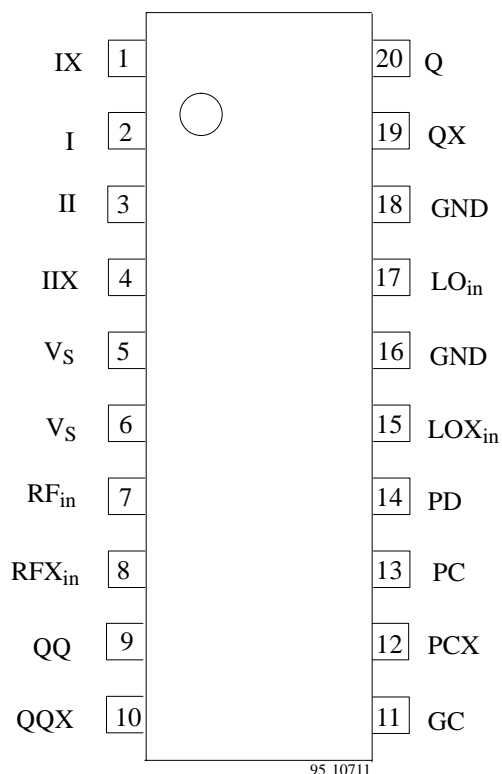 IX 1 20 Q
I 2 19 QX
II 3 18 GND
IIX 4 17 LOin
VS 5 16 GND
VS 6 15 LOXin
RFin 7 14 PD
RFXin 8 13 PC
QQ 9 12 PCX
QQX 10 11 GC
95 10711